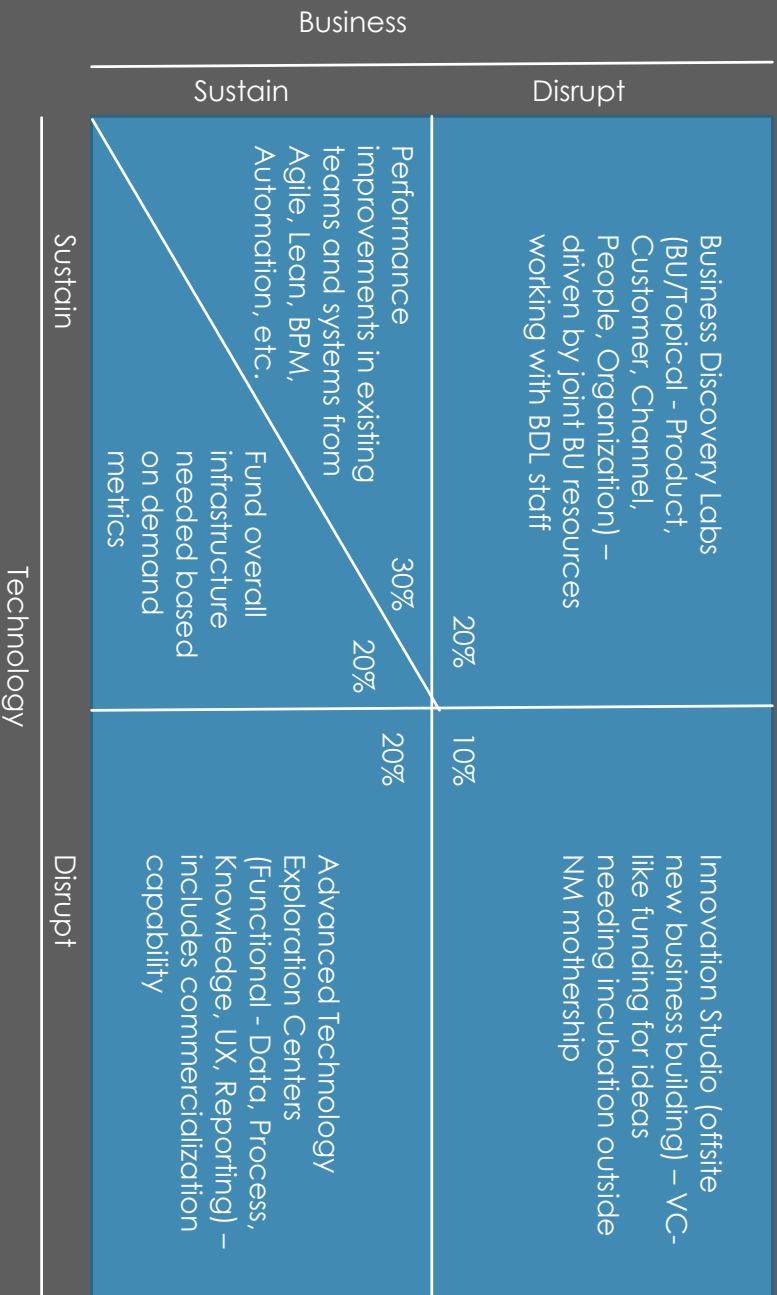 Business
Disrupt
Sustain
Business Discovery Labs
(BU/Topical - Product,
Customer, Channel,
People, Organization) –
driven by joint BU resources
working with BDL staff
20%
Innovation Studio (offsite
new business building) – VC-
like funding for ideas
needing incubation outside
NM mothership
10%
Performance
improvements in existing
teams and systems from
Agile, Lean, BPM,
Automation, etc.
30%
20%
Fund overall
infrastructure
needed based
on demand
metrics
20%
Advanced Technology
Exploration Centers
(Functional - Data, Process,
Knowledge, UX, Reporting) –
includes commercialization
capability
Sustain
Disrupt
Technology